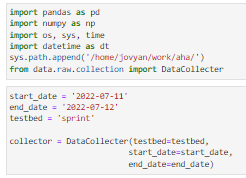 import pandas as pd
import numpy as np
import os, sys, time
import datetime as dt
sys.path.append('/home/jovyan/work/aha/')
from data.raw.collection import DataCollecter
start_date = '2022-07-11'
end_date = '2022-07-12'
testbed = 'sprint'
collector = DataCollecter(testbed=testbed,
start_date=start_date,
end_date=end_date)